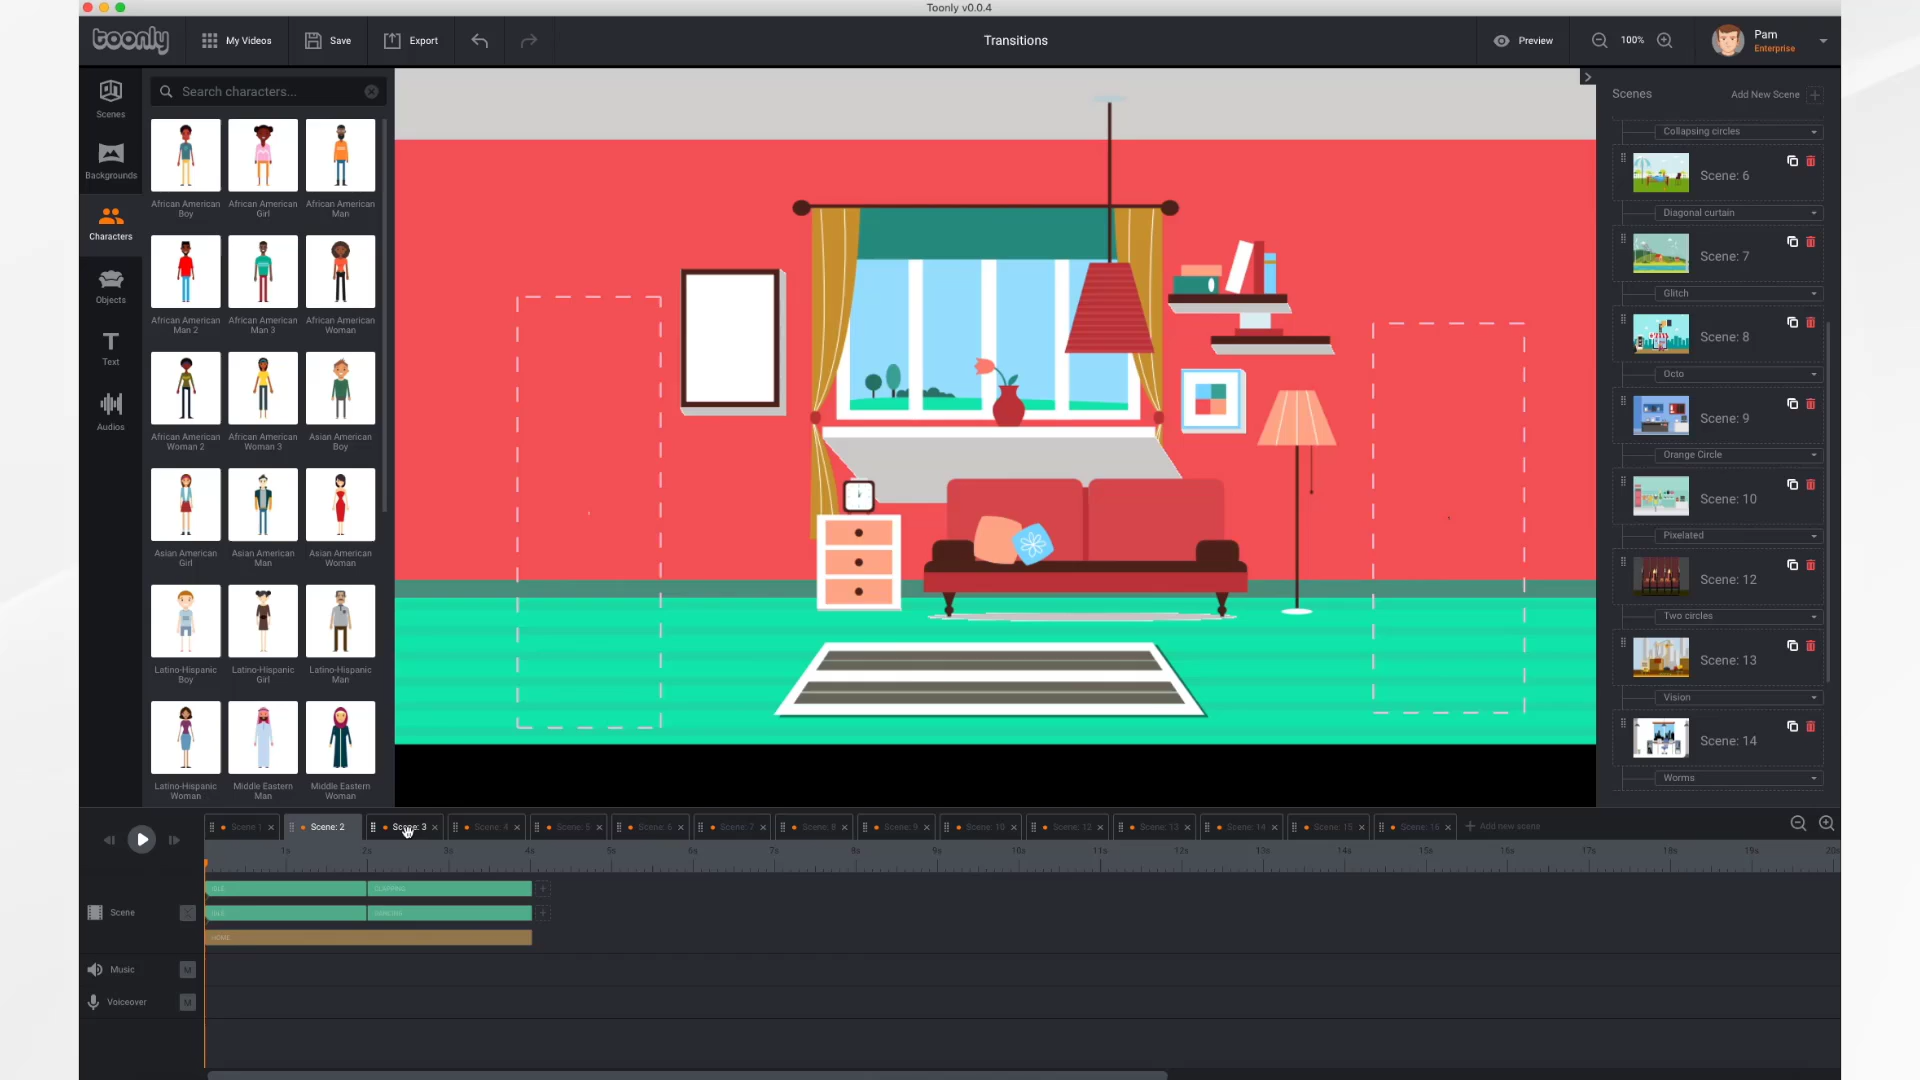 Toonly v0.0.4
toonly
My Videos
Save
Export
Transitions
Preview
100%
Pam
Enterprise
Scenes
Backgrounds
Characters
Objects
Text
Audios
Search characters...
African American Boy
African American Girl
African American Man
African American Man 2
African American Man 3
African American Woman
African American Woman 2
African American Woman 3
Asian American Boy
Asian American Girl
Asian American Man
Asian American Woman
Latino-Hispanic Boy
Latino-Hispanic Girl
Latino-Hispanic Man
Latino-Hispanic Woman
Middle Eastern Man
Middle Eastern Woman
Scenes
Add New Scene
Collapsing circles
Scene: 6
Diagonal curtain
Scene: 7
Glitch
Scene: 8
Octo
Scene: 9
Orange Circle
Scene: 10
Pixelated
Scene: 12
Two circles
Scene: 13
Vision
Scene: 14
Worms
Scene 1
Scene: 2
Scene: 3
Scene: 4
Scene: 5
Scene: 6
Scene: 7
Scene: 8
Scene: 9
Scene: 10
Scene: 12
Scene: 13
Scene: 14
Scene: 15
Scene: 16
Add new scene
1s 2s 3s 4s 5s 6s 7s 8s 9s 10s 11s 12s 13s 14s 15s 16s 17s 18s 19s 20s
IDLE
CLAPPING
Scene
IDLE
DANCING
HOME
Music
M
Voiceover
M